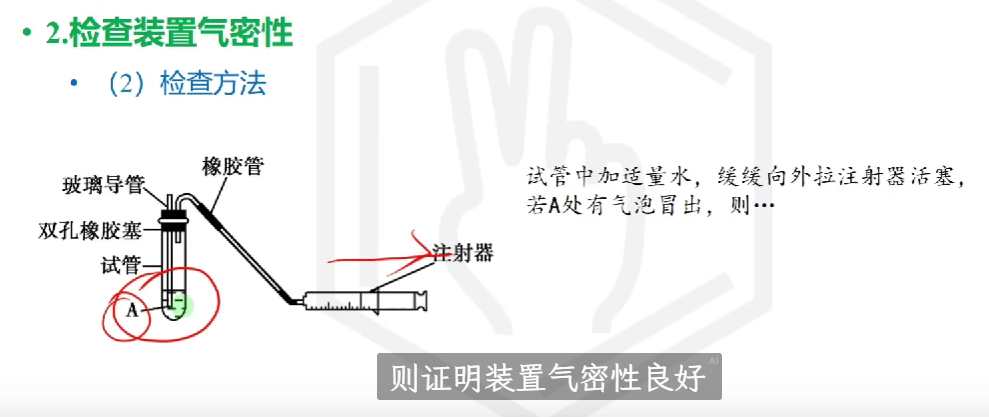 • 2.检查装置气密性
• （2）检查方法
橡胶管
玻璃导管
双孔橡胶塞
试管
A
注射器
试管中加适量水，缓缓向外拉注射器活塞，
若A处有气泡冒出，则…
则证明装置气密性良好
AI